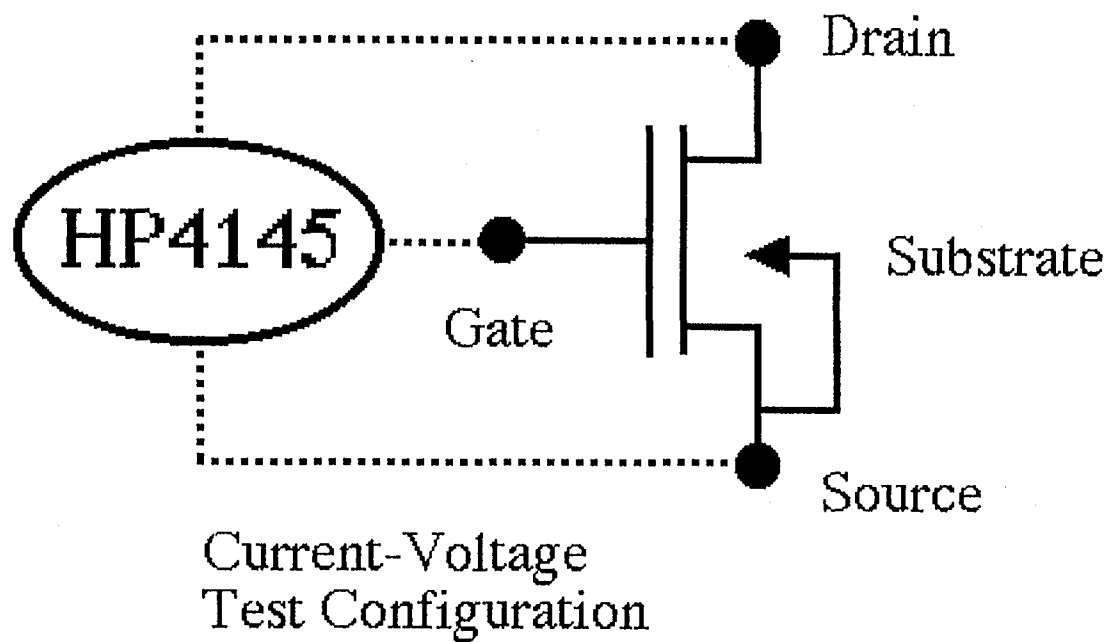 Drain
HP4145
Substrate
Gate
Source
Current-Voltage
Test Configuration